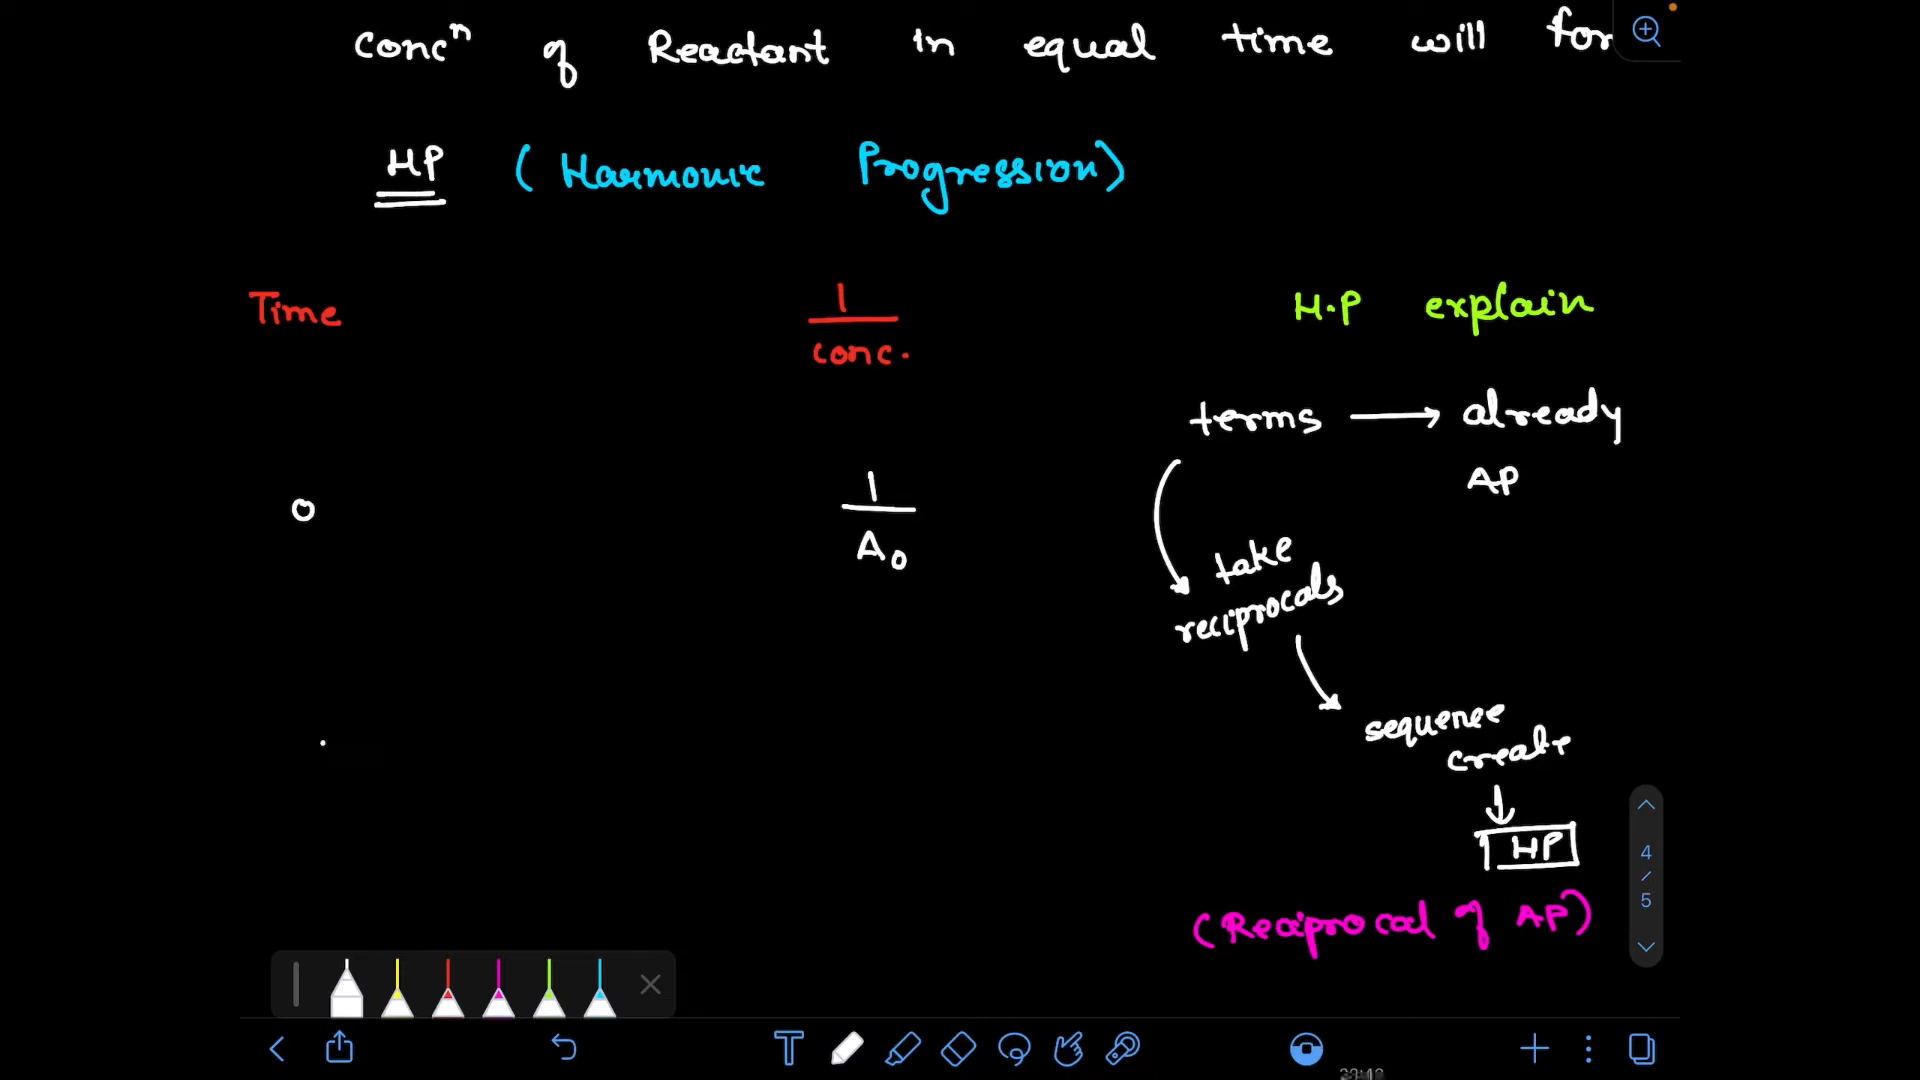 concⁿ of Reactant in equal time will for
HP (Harmonic Progression)
Time
1
conc.
H.P explain
terms → already
AP
0
1
A₀
take
reciprocals
sequence
create
HP
(Reciprocal of AP)
4
/
5
T